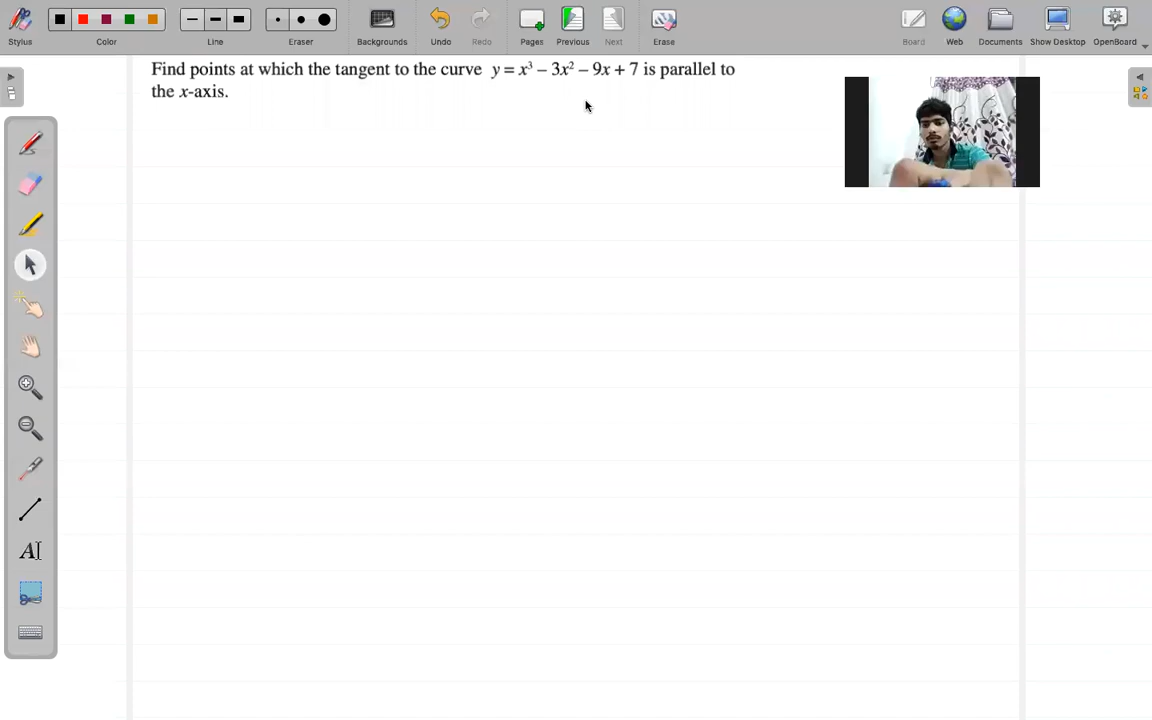 Stylus Color Line Eraser Backgrounds Undo Redo Pages Previous Next Erase Board Web Documents Show Desktop OpenBoard
Find points at which the tangent to the curve y = x³ – 3x² – 9x + 7 is parallel to
the x-axis.
A